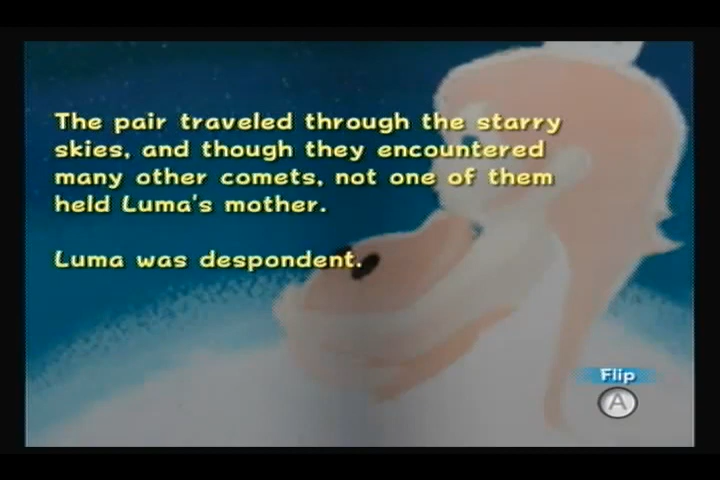 The pair traveled through the starry
skies, and though they encountered
many other comets, not one of them
held Luma's mother.
Luma was despondent.
Flip
A